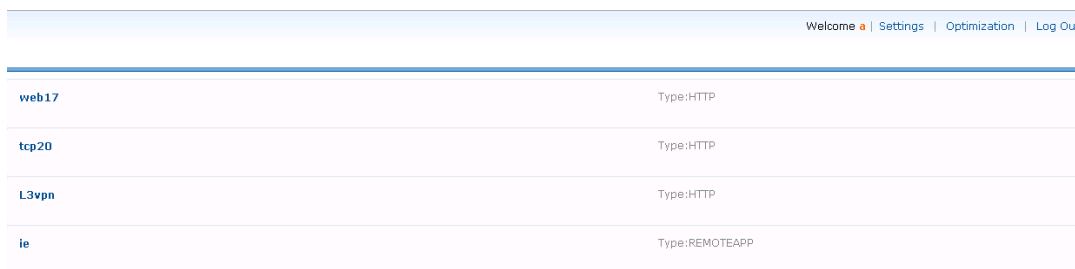 Welcome a | Settings | Optimization | Log Ou
web17 Type:HTTP
tcp20 Type:HTTP
L3vpn Type:HTTP
ie Type:REMOTEAPP